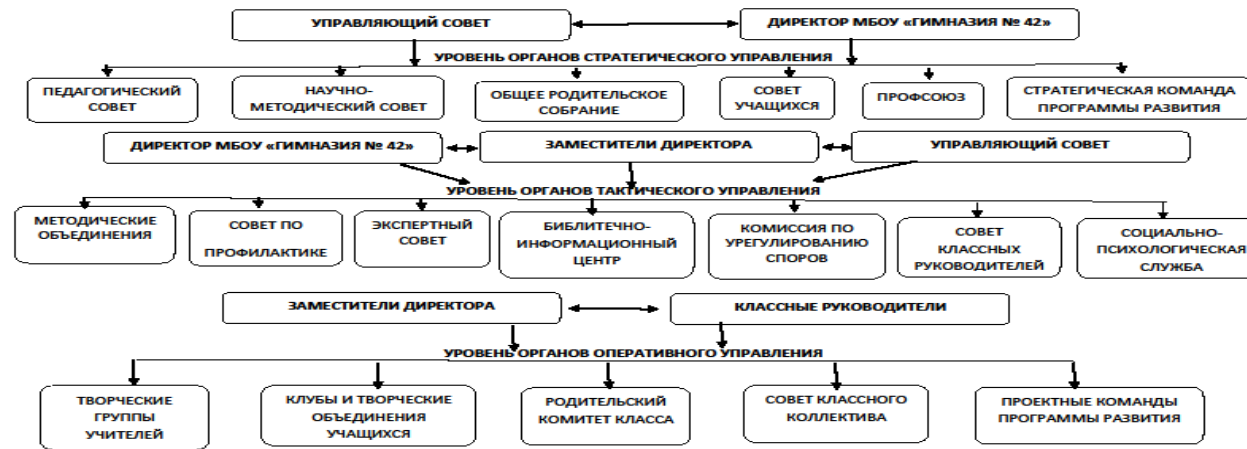 УПРАВЛЯЮЩИЙ СОВЕТ
ДИРЕКТОР МБОУ «ГИМНАЗИЯ № 42»
УРОВЕНЬ ОРГАНОВ СТРАТЕГИЧЕСКОГО УПРАВЛЕНИЯ
ПЕДАГОГИЧЕСКИЙ
СОВЕТ
НАУЧНО-
МЕТОДИЧЕСКИЙ СОВЕТ
ОБЩЕЕ РОДИТЕЛЬСКОЕ
СОБРАНИЕ
СОВЕТ
УЧАЩИХСЯ
ПРОФСОЮЗ
СТРАТЕГИЧЕСКАЯ КОМАНДА
ПРОГРАММЫ РАЗВИТИЯ
ДИРЕКТОР МБОУ «ГИМНАЗИЯ № 42»
ЗАМЕСТИТЕЛИ ДИРЕКТОРА
УПРАВЛЯЮЩИЙ СОВЕТ
УРОВЕНЬ ОРГАНОВ ТАКТИЧЕСКОГО УПРАВЛЕНИЯ
МЕТОДИЧЕСКИЕ
ОБЪЕДИНЕНИЯ
СОВЕТ ПО
ПРОФИЛАКТИКЕ
ЭКСПЕРТНЫЙ
СОВЕТ
БИБЛИТЕЧНО-
ИНФОРМАЦИОННЫЙ
ЦЕНТР
КОМИССИЯ ПО
УРЕГУЛИРОВАНИЮ
СПОРОВ
СОВЕТ
КЛАССНЫХ
РУКОВОДИТЕЛЕЙ
СОЦИАЛЬНО-
ПСИХОЛОГИЧЕСКАЯ
СЛУЖБА
ЗАМЕСТИТЕЛИ ДИРЕКТОРА
КЛАССНЫЕ РУКОВОДИТЕЛИ
УРОВЕНЬ ОРГАНОВ ОПЕРАТИВНОГО УПРАВЛЕНИЯ
ТВОРЧЕСКИЕ
ГРУППЫ
УЧИТЕЛЕЙ
КЛУБЫ И ТВОРЧЕСКИЕ
ОБЪЕДИНЕНИЯ
УЧАЩИХСЯ
РОДИТЕЛЬСКИЙ
КОМИТЕТ КЛАССА
СОВЕТ КЛАССНОГО
КОЛЛЕКТИВА
ПРОЕКТНЫЕ КОМАНДЫ
ПРОГРАММЫ РАЗВИТИЯ